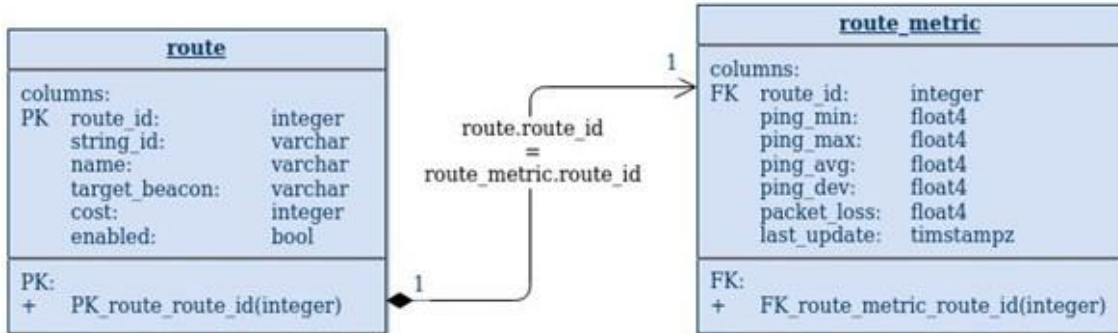 route
columns:
PK route_id: integer
string_id: varchar
name: varchar
target_beacon: varchar
cost: integer
enabled: bool
PK:
+ PK_route_route_id(integer)
1
route.route_id
=
route_metric.route_id
1
route_metric
columns:
FK route_id: integer
ping_min: float4
ping_max: float4
ping_avg: float4
ping_dev: float4
packet_loss: float4
last_update: timstampz
FK:
+ FK_route_metric_route_id(integer)